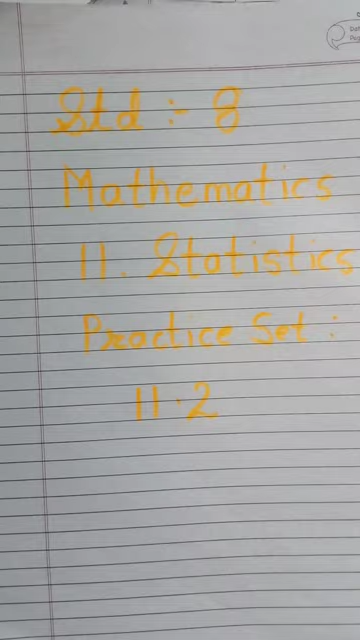 Std :- 8
Mathematics
11. Statistics
Practice Set :
11.2